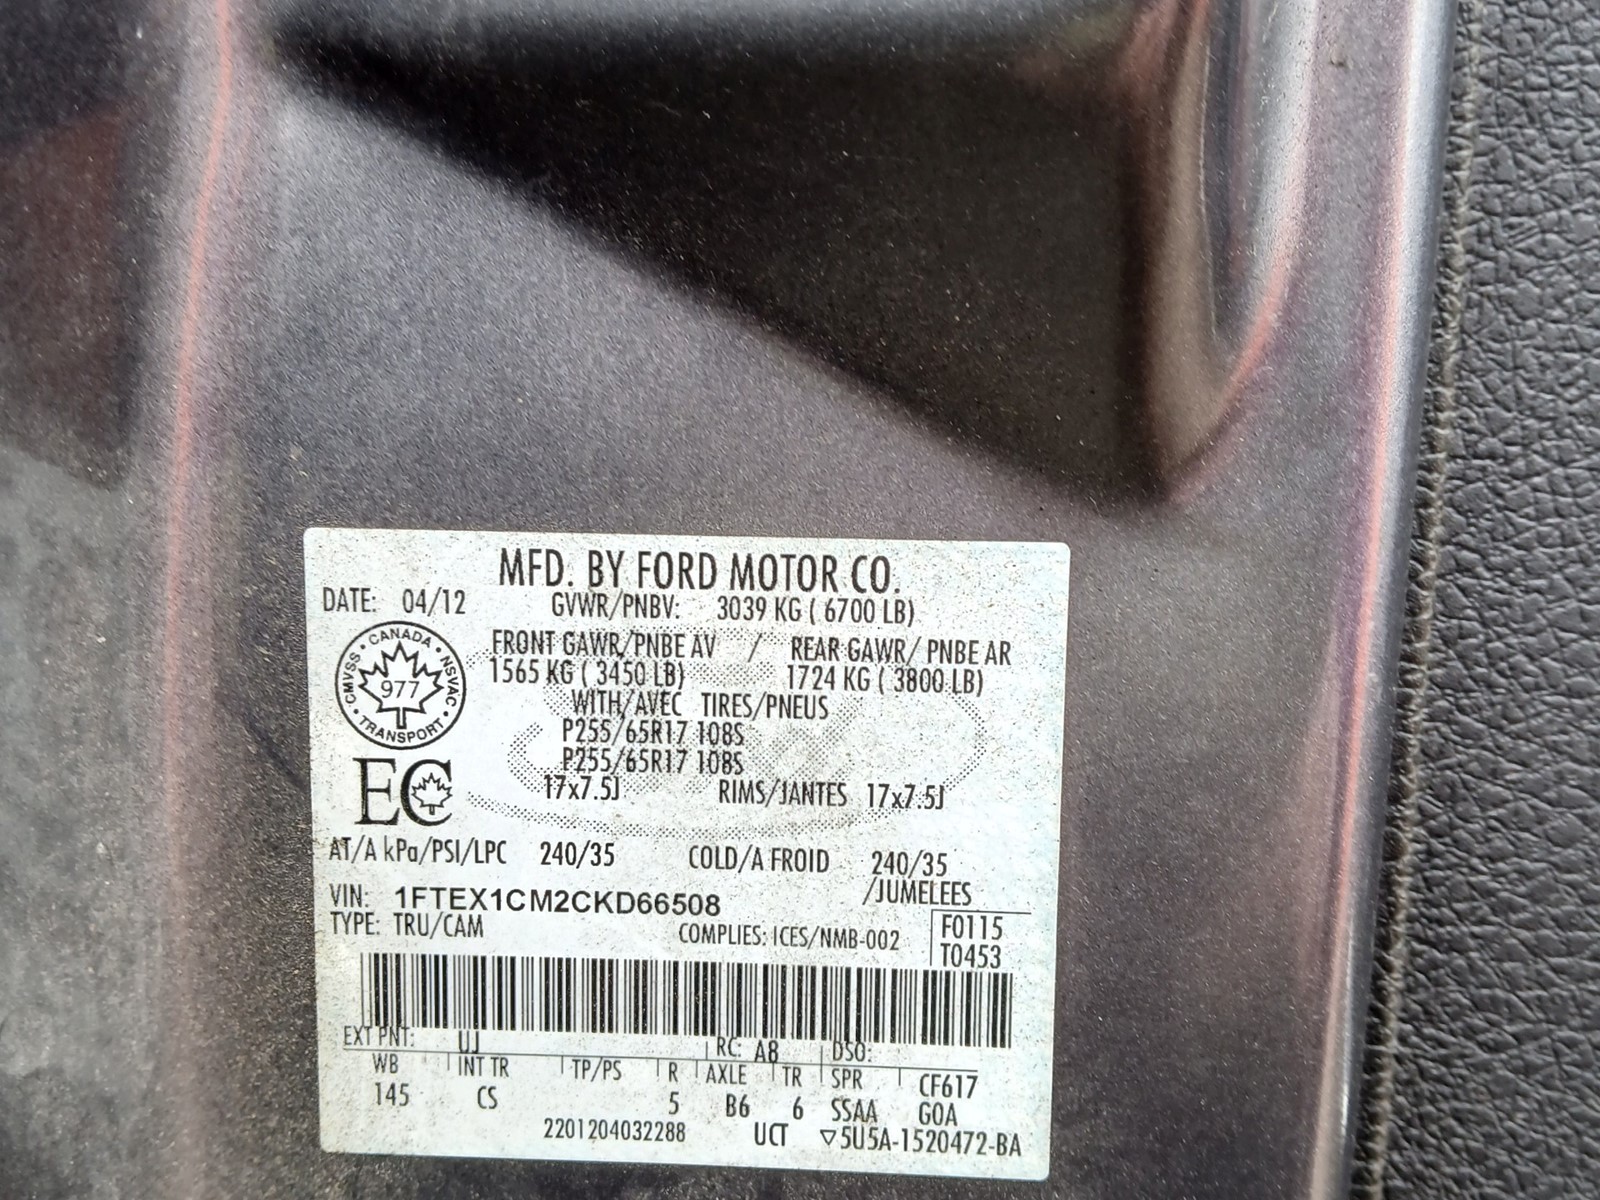 MFD. BY FORD MOTOR CO.
DATE: 04/12 GVWR/PNBV: 3039 KG ( 6700 LB)
FRONT GAWR/PNBE AV / REAR GAWR/ PNBE AR
1565 KG ( 3450 LB) 1724 KG ( 3800 LB)
WITH/AVEC TIRES/PNEUS
P255/65R17 108S
P255/65R17 108S
17x7.5J RIMS/JANTES 17x7.5J
CANADA • NSVAC • TRANSPORT • CMVSS •
977
EC
AT/A kPa/PSI/LPC 240/35 COLD/A FROID 240/35
/JUMELEES
VIN: 1FTEX1CM2CKD66508
TYPE: TRU/CAM COMPLIES: ICES/NMB-002
F0115
T0453
EXT PNT: UJ RC: A8 DSO:
WB INT TR TP/PS R AXLE TR SPR CF617
145 CS 5 B6 6 SSAA GOA
2201204032288 UCT ▽5U5A-1520472-BA